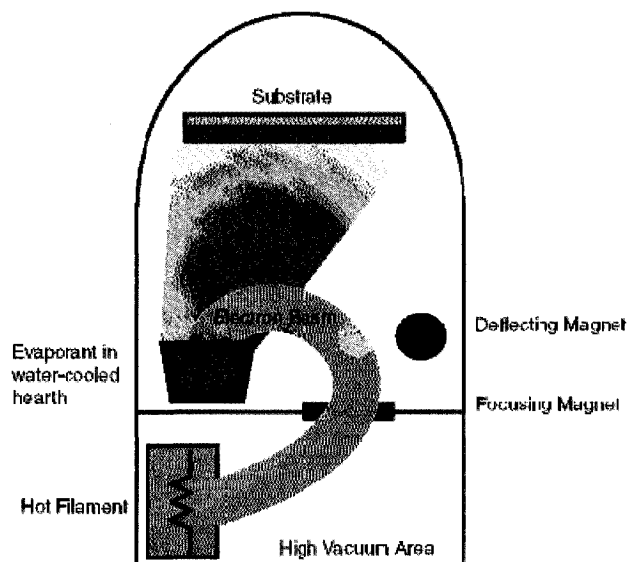 Substrate
Electron Beam
Deflecting Magnet
Evaporant in
water-cooled
hearth
Focusing Magnet
Hot Filament
High Vacuum Area